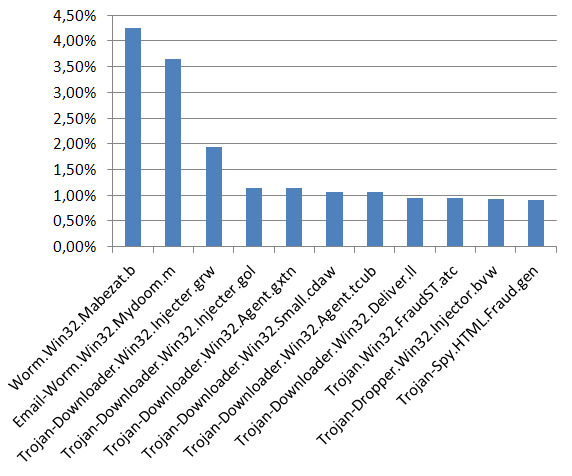 4,50%
4,00%
3,50%
3,00%
2,50%
2,00%
1,50%
1,00%
0,50%
0,00%
Worm.Win32.Mabezat.b
Email-Worm.Win32.Mydoom.m
Trojan-Downloader.Win32.Injecter.grw
Trojan-Downloader.Win32.Injecter.gol
Trojan-Downloader.Win32.Agent.gxtn
Trojan-Downloader.Win32.Small.cdaw
Trojan-Downloader.Win32.Agent.tcub
Trojan-Downloader.Win32.Deliver.ll
Trojan.Win32.FraudST.atc
Trojan-Dropper.Win32.Injector.bvw
Trojan-Spy.HTML.Fraud.gen